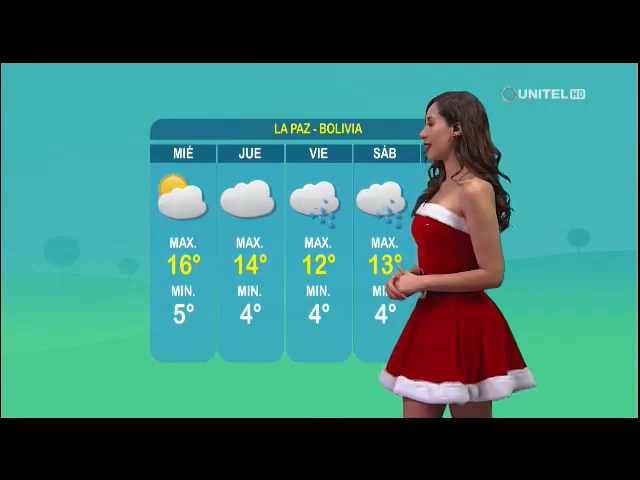 UNITEL HD
LA PAZ - BOLIVIA
MIÉ JUE VIE SÁB
MAX. MAX. MAX. MAX.
16° 14° 12° 13°
MIN. MIN. MIN.
5° 4° 4° 4°